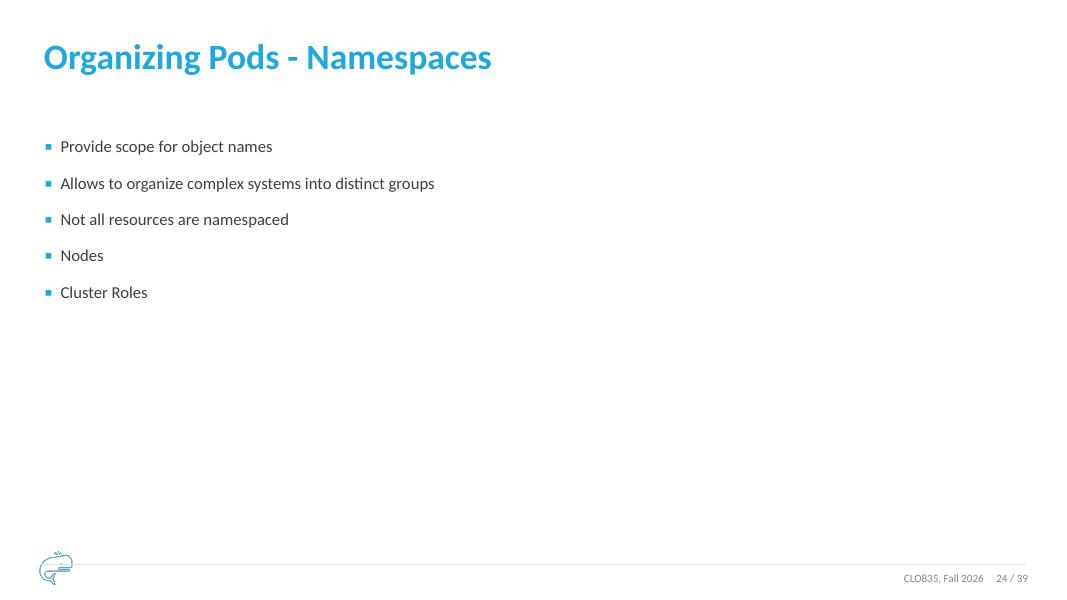 Organizing Pods - Namespaces
▪ Provide scope for object names
▪ Allows to organize complex systems into distinct groups
▪ Not all resources are namespaced
▪ Nodes
▪ Cluster Roles
CLO835, Fall 2026 24 / 39